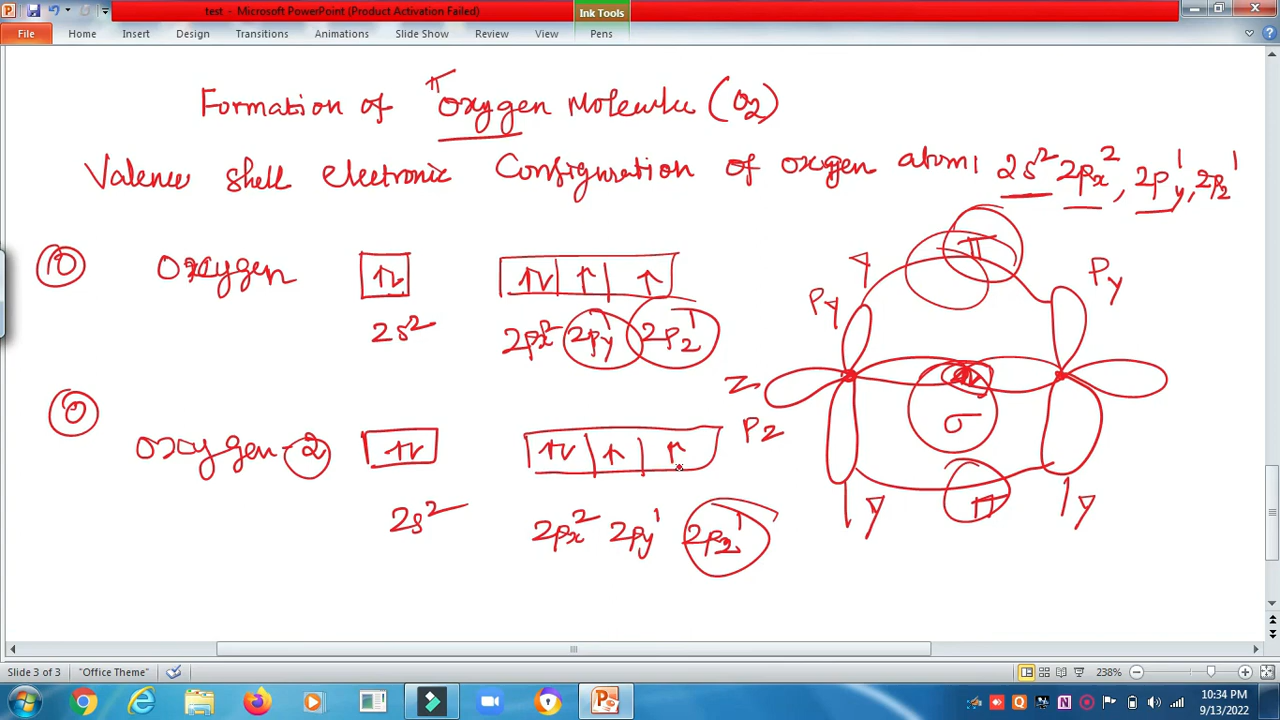 test - Microsoft PowerPoint (Product Activation Failed)
Ink Tools
File Home Insert Design Transitions Animations Slide Show Review View Pens
π
Formation of oxygen Molecule (O2)
Valence shell electronic Configuration of oxygen atom: 2s² 2px², 2py¹, 2pz¹
O oxygen ↑↓ ↑↓ ↑ ↑
2s² 2px² 2py¹ 2pz¹
O oxygen-2 ↑↓ ↑↓ ↑ ↑
2s² 2px² 2py¹ 2pz¹
π
y
Py Py
z
σ
Pz
π
y y
Slide 3 of 3 "Office Theme" 238%
10:34 PM
9/13/2022